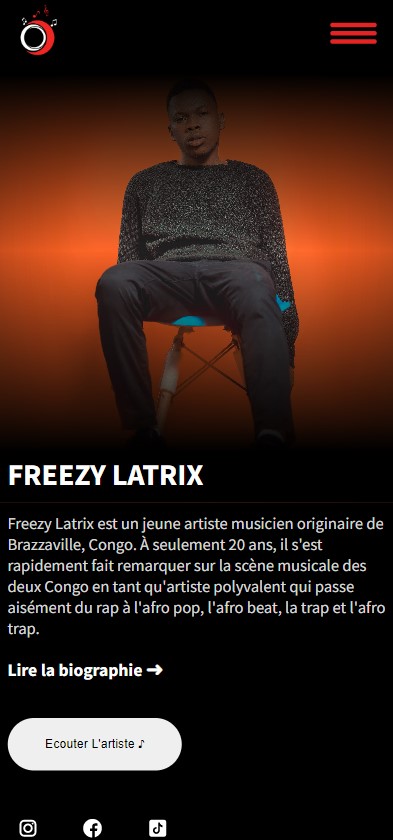 FREEZY LATRIX
Freezy Latrix est un jeune artiste musicien originaire de
Brazzaville, Congo. À seulement 20 ans, il s'est
rapidement fait remarquer sur la scène musicale des
deux Congo en tant qu'artiste polyvalent qui passe
aisément du rap à l'afro pop, l'afro beat, la trap et l'afro
trap.
Lire la biographie ➜
Ecouter L'artiste ♪